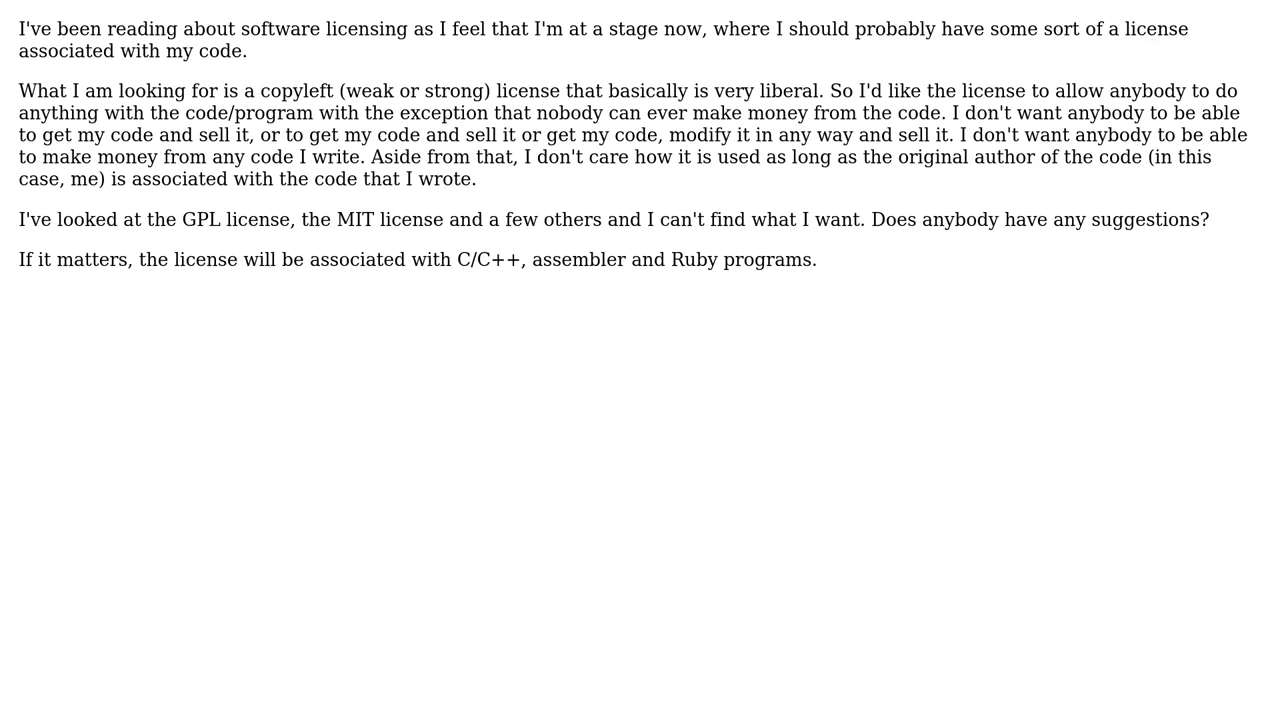 I've been reading about software licensing as I feel that I'm at a stage now, where I should probably have some sort of a license
associated with my code.
What I am looking for is a copyleft (weak or strong) license that basically is very liberal. So I'd like the license to allow anybody to do
anything with the code/program with the exception that nobody can ever make money from the code. I don't want anybody to be able
to get my code and sell it, or to get my code and sell it or get my code, modify it in any way and sell it. I don't want anybody to be able
to make money from any code I write. Aside from that, I don't care how it is used as long as the original author of the code (in this
case, me) is associated with the code that I wrote.
I've looked at the GPL license, the MIT license and a few others and I can't find what I want. Does anybody have any suggestions?
If it matters, the license will be associated with C/C++, assembler and Ruby programs.